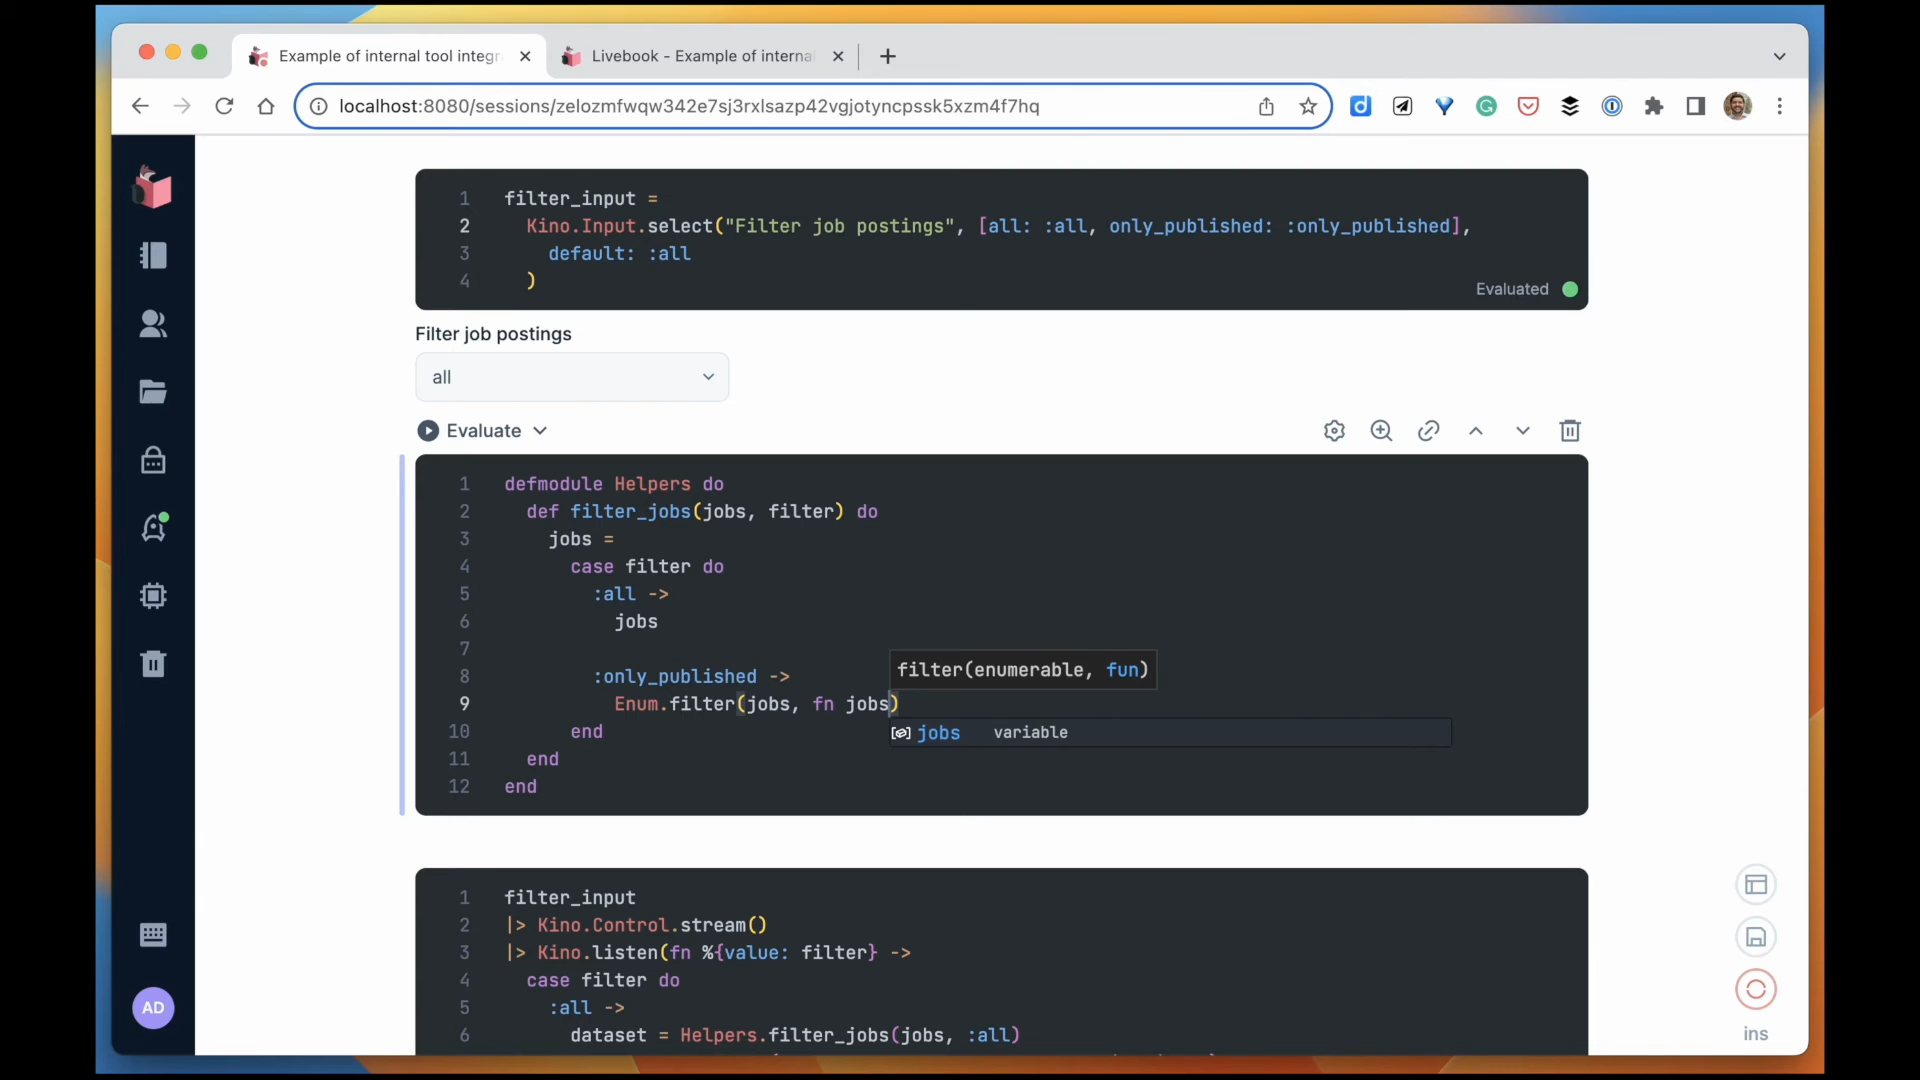 Example of internal tool integr
Livebook - Example of interna
localhost:8080/sessions/zelozmfwqw342e7sj3rxlsazp42vgjotyncpssk5xzm4f7hq
1 filter_input =
2 Kino.Input.select("Filter job postings", [all: :all, only_published: :only_published],
3 default: :all
4 )
Evaluated
Filter job postings
all
Evaluate
1 defmodule Helpers do
2 def filter_jobs(jobs, filter) do
3 jobs =
4 case filter do
5 :all ->
6 jobs
7
8 :only_published ->
filter(enumerable, fun)
9 Enum.filter(jobs, fn jobs)
10 end
jobs variable
11 end
12 end
1 filter_input
2 |> Kino.Control.stream()
3 |> Kino.listen(fn %{value: filter} ->
4 case filter do
5 :all ->
6 dataset = Helpers.filter_jobs(jobs, :all)
AD
ins